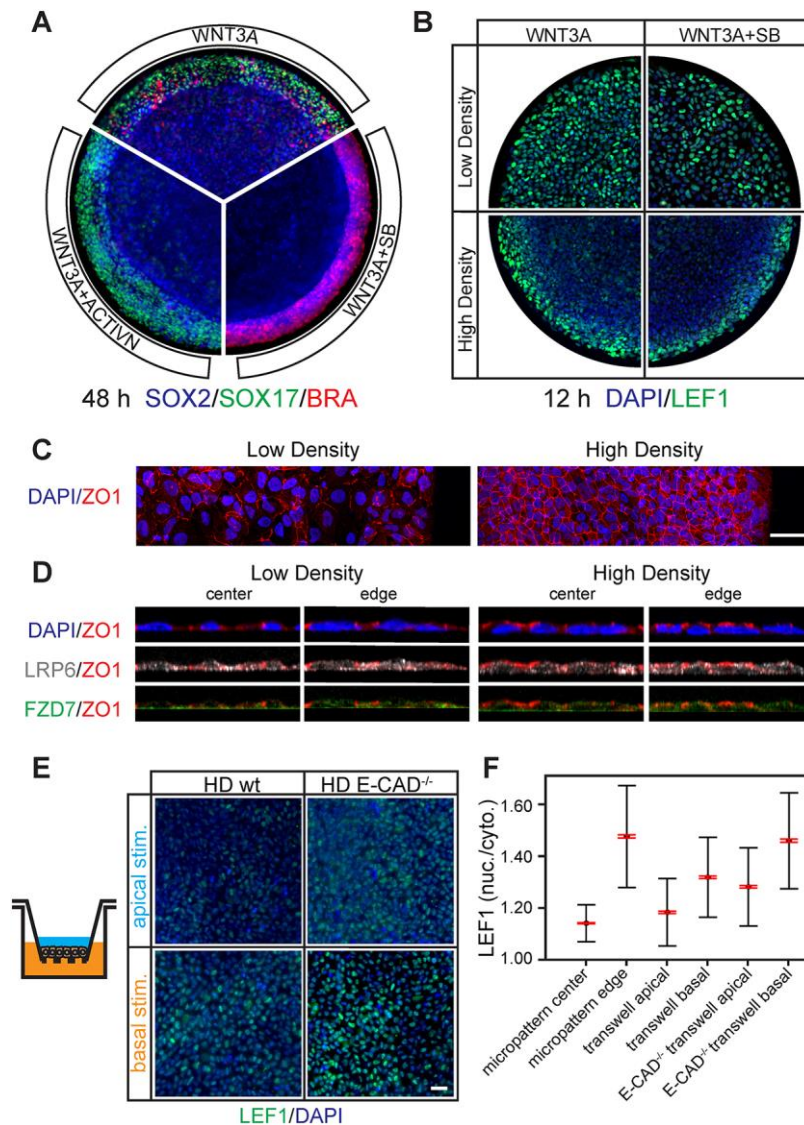 A
WNT3A
WNT3A+ACTIVN
WNT3A+SB
48 h SOX2/SOX17/BRA
B
WNT3A
WNT3A+SB
Low Density
High Density
12 h DAPI/LEF1
C
Low Density
High Density
DAPI/ZO1
D
Low Density
High Density
center
edge
center
edge
DAPI/ZO1
LRP6/ZO1
FZD7/ZO1
E
HD wt
HD E-CAD-/-
apical stim.
basal stim.
LEF1/DAPI
F
LEF1 (nuc./cyto.)
1.60
1.40
1.20
1.00
micropattern center
micropattern edge
transwell apical
transwell basal
E-CAD-/- transwell apical
E-CAD-/- transwell basal